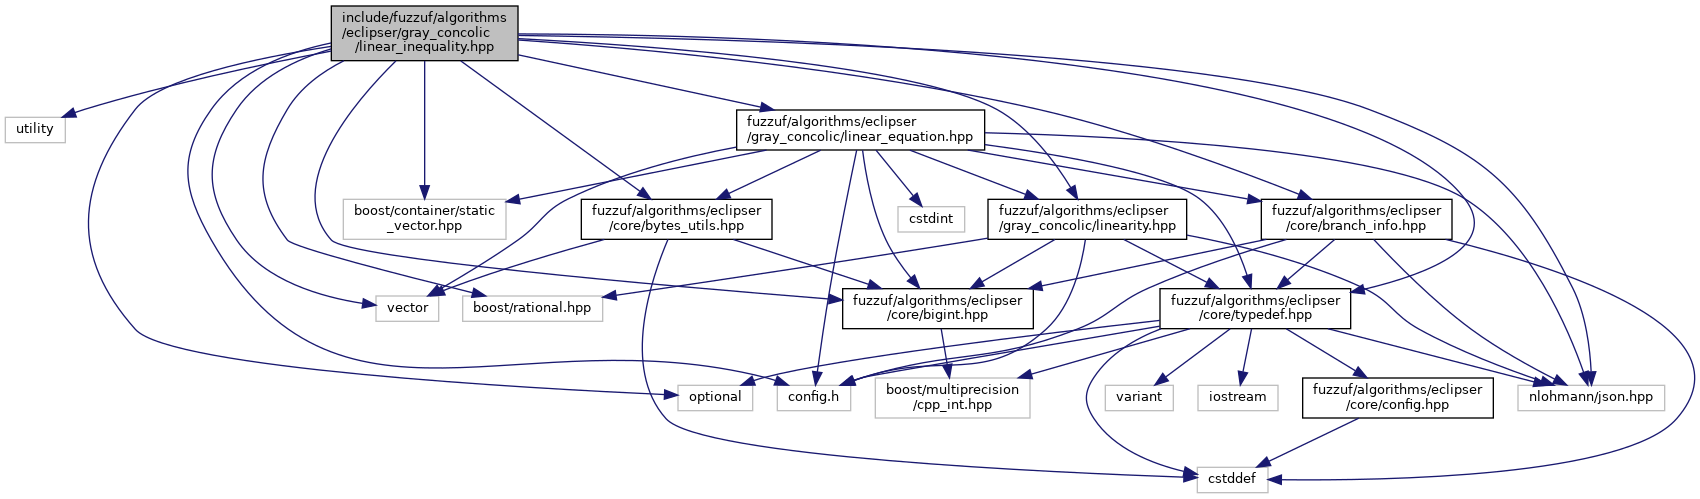 include/fuzzuf/algorithms
/eclipser/gray_concolic
/linear_inequality.hpp
utility
fuzzuf/algorithms/eclipser
/gray_concolic/linear_equation.hpp
boost/container/static
_vector.hpp
fuzzuf/algorithms/eclipser
/core/bytes_utils.hpp
cstdint
fuzzuf/algorithms/eclipser
/gray_concolic/linearity.hpp
fuzzuf/algorithms/eclipser
/core/branch_info.hpp
vector
boost/rational.hpp
fuzzuf/algorithms/eclipser
/core/bigint.hpp
fuzzuf/algorithms/eclipser
/core/typedef.hpp
optional
config.h
boost/multiprecision
/cpp_int.hpp
variant
iostream
fuzzuf/algorithms/eclipser
/core/config.hpp
nlohmann/json.hpp
cstddef